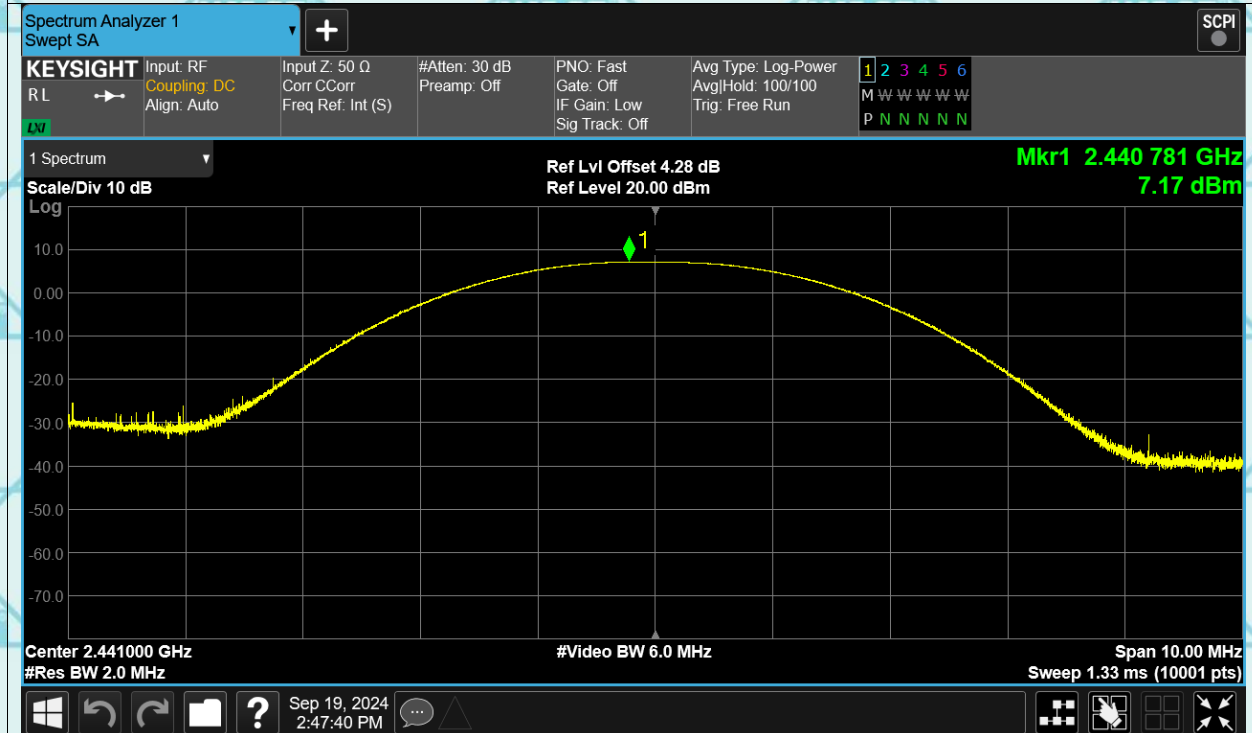 Spectrum Analyzer 1
Swept SA
SCPI
KEYSIGHT
RL
LXI
Input: RF
Coupling: DC
Align: Auto
Input Z: 50 Ω
Corr CCorr
Freq Ref: Int (S)
#Atten: 30 dB
Preamp: Off
PNO: Fast
Gate: Off
IF Gain: Low
Sig Track: Off
Avg Type: Log-Power
Avg|Hold: 100/100
Trig: Free Run
1 2 3 4 5 6
M W W W W W
P N N N N N
1 Spectrum
Scale/Div 10 dB
Log
Ref Lvl Offset 4.28 dB
Ref Level 20.00 dBm
Mkr1 2.440 781 GHz
7.17 dBm
1
10.0
0.00
-10.0
-20.0
-30.0
-40.0
-50.0
-60.0
-70.0
Center 2.441000 GHz
#Res BW 2.0 MHz
#Video BW 6.0 MHz
Span 10.00 MHz
Sweep 1.33 ms (10001 pts)
?
Sep 19, 2024
2:47:40 PM